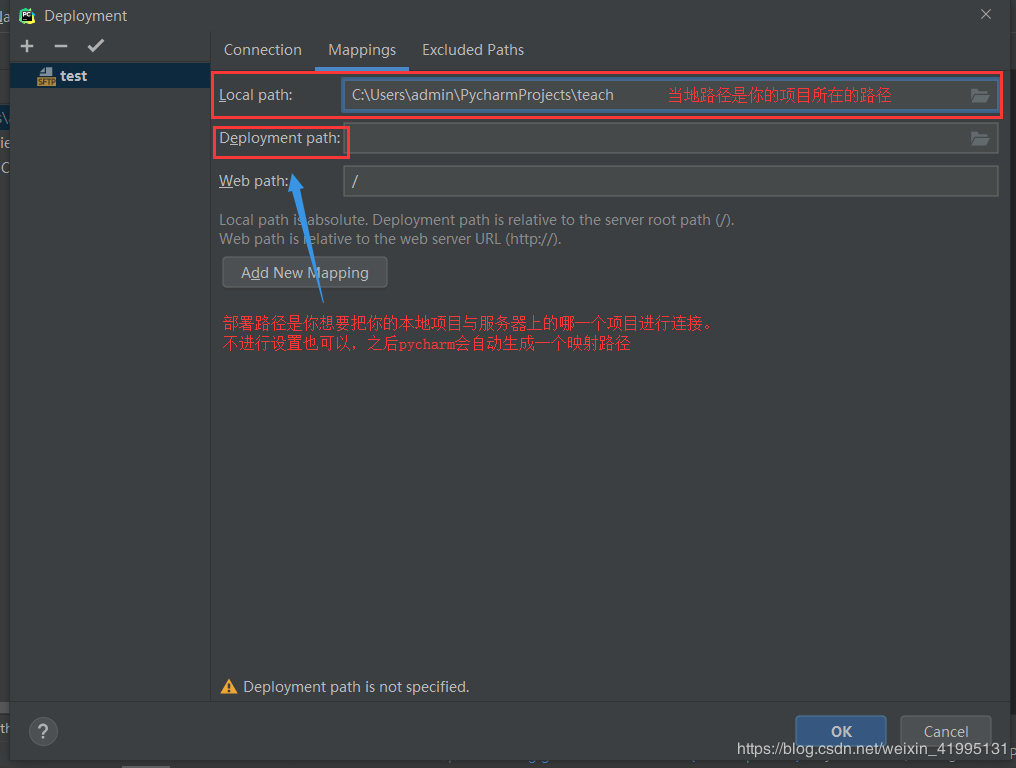 Deployment
Connection
Mappings
Excluded Paths
SFTP test
Local path:
C:\Users\admin\PycharmProjects\teach
当地路径是你的项目所在的路径
Deployment path:
Web path:
/
Local path is absolute. Deployment path is relative to the server root path (/).
Web path is relative to the web server URL (http://).
Add New Mapping
部署路径是你想要把你的本地项目与服务器上的哪一个项目进行连接。
不进行设置也可以，之后pycharm会自动生成一个映射路径
Deployment path is not specified.
?
OK
Cancel
https://blog.csdn.net/weixin_41995131